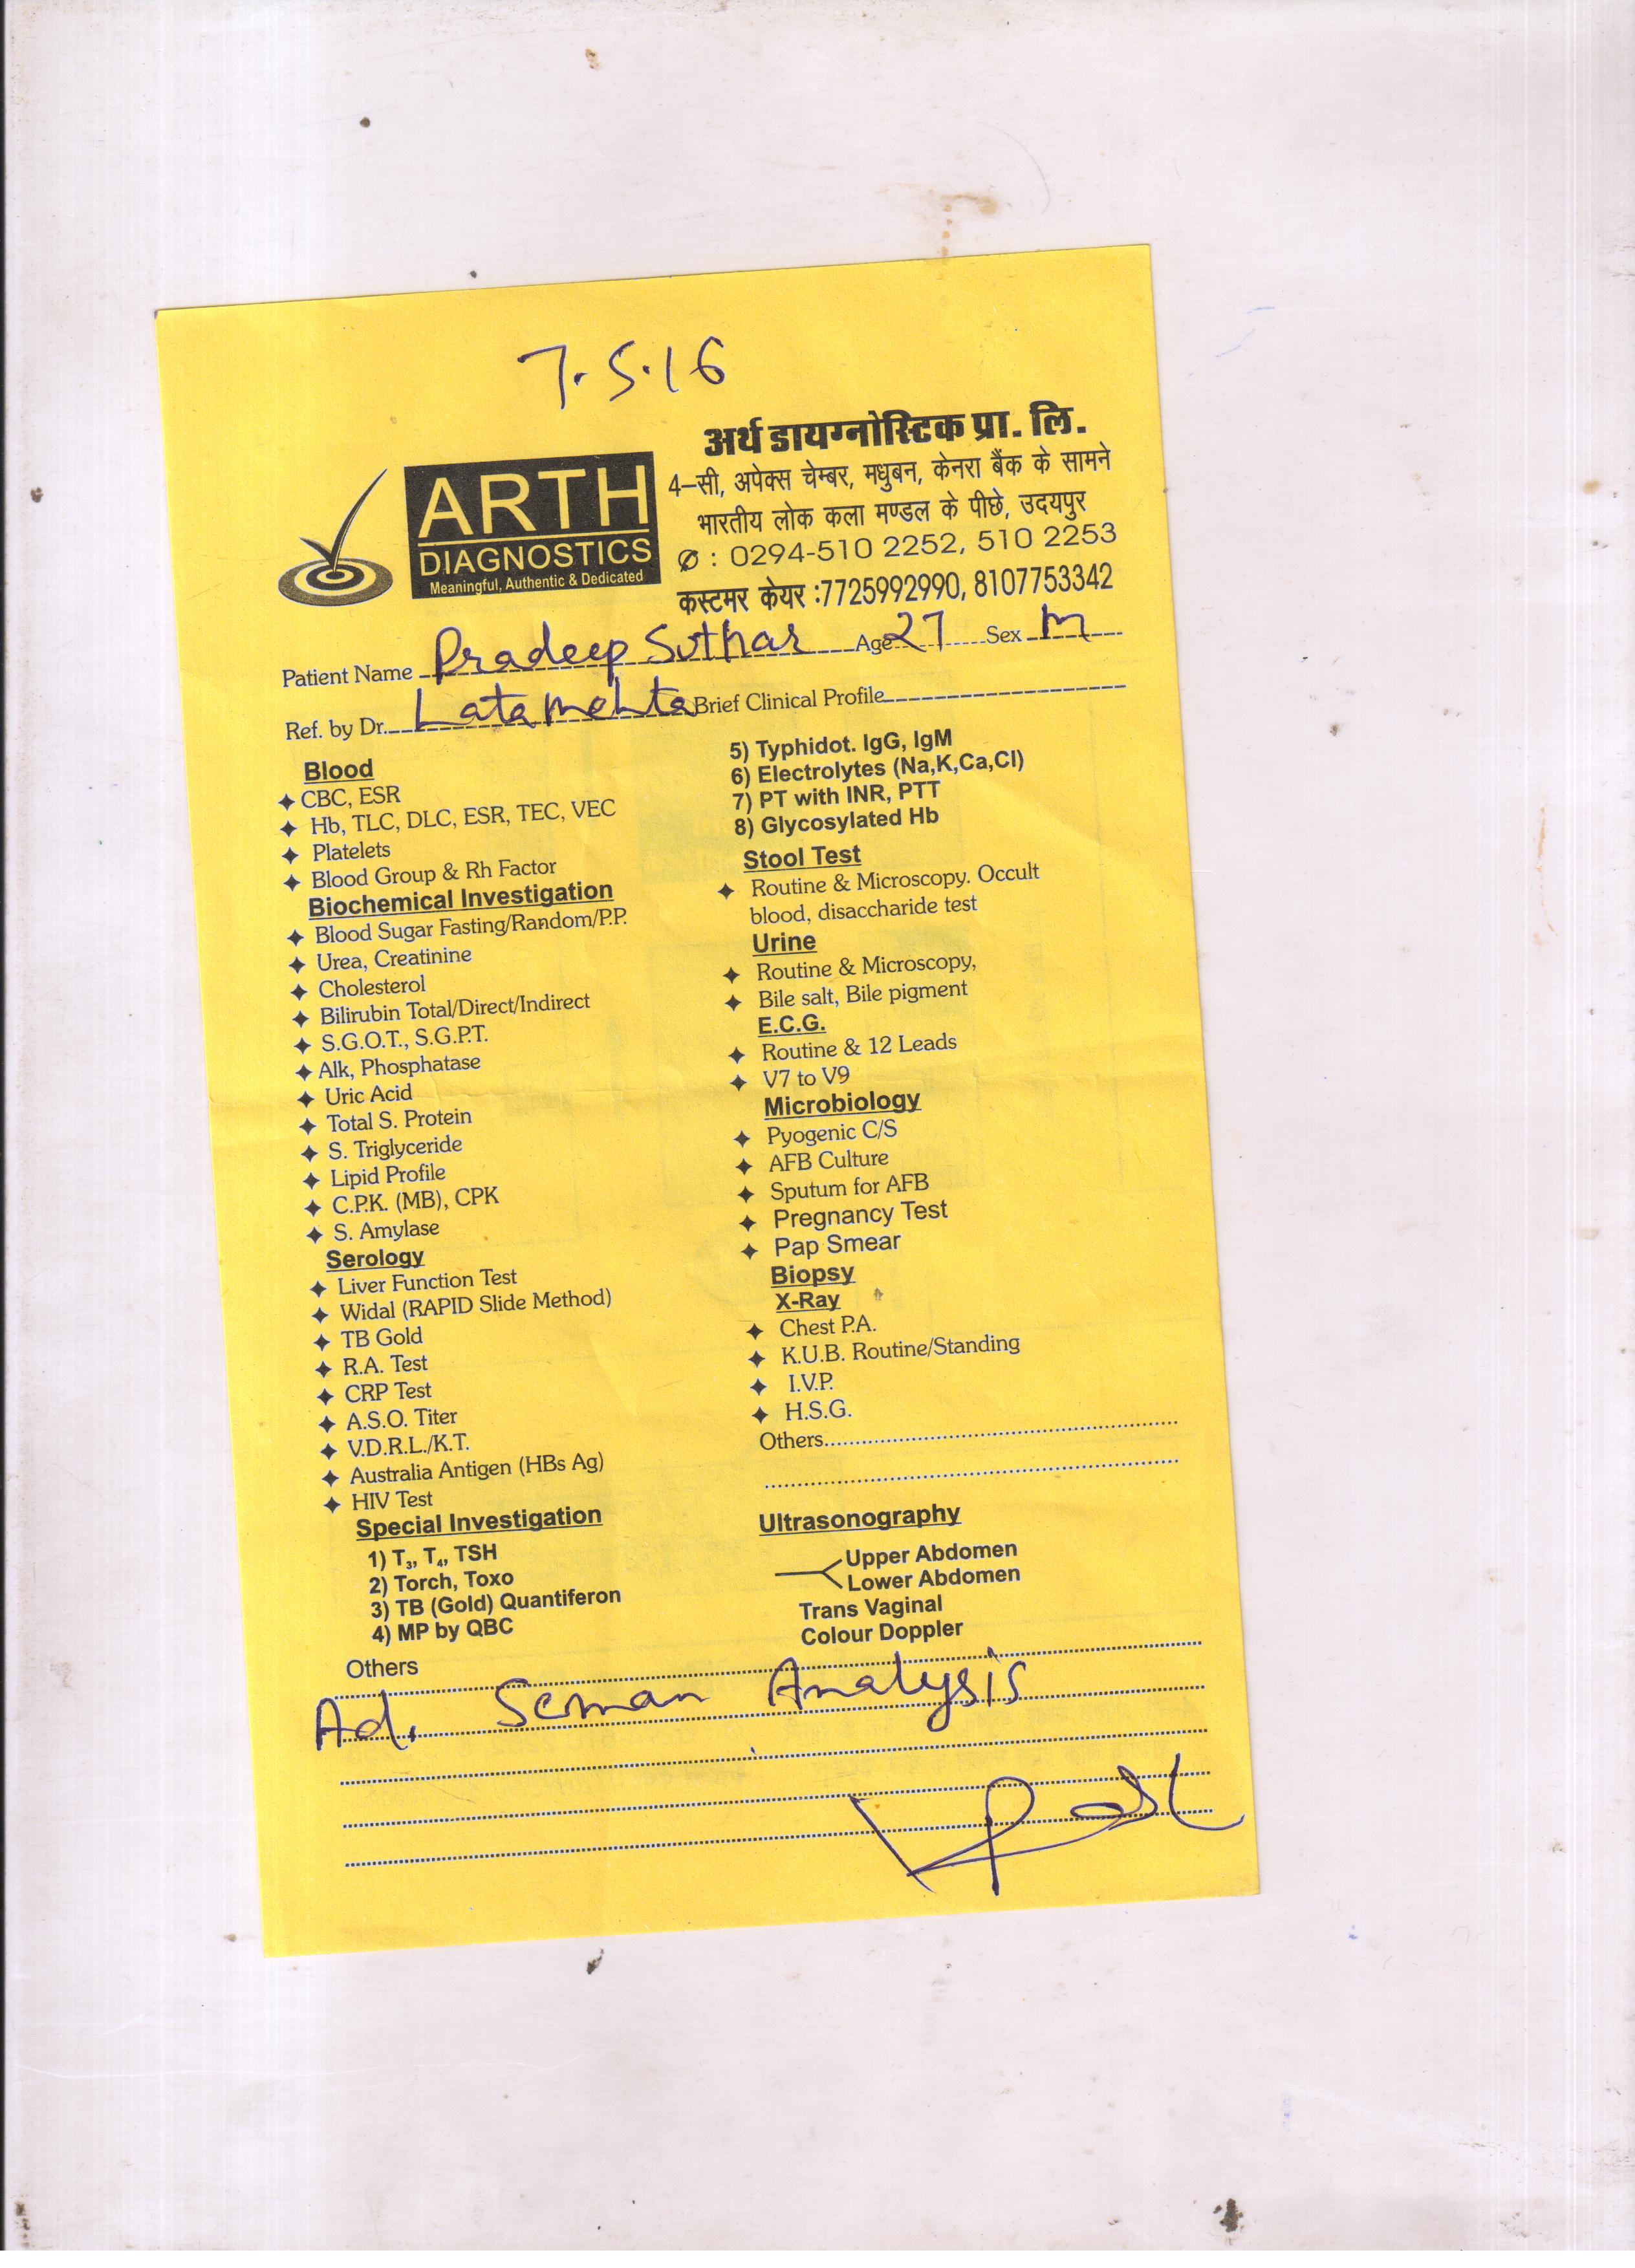 7.5.16
अर्थ डायग्नोस्टिक प्रा. लि.
4-सी, अपेक्स चेम्बर, मधुबन, केनरा बैंक के सामने
भारतीय लोक कला मण्डल के पीछे, उदयपुर
: 0294-510 2252, 510 2253
कस्टमर केयर :7725992990, 8107753342
ARTH
DIAGNOSTICS
Meaningful, Authentic & Dedicated
Patient Name Pradeep Suthar Age 27 Sex M
Ref. by Dr. Lata Mehta Brief Clinical Profile
Blood
CBC, ESR
Hb, TLC, DLC, ESR, TEC, VEC
Platelets
Blood Group & Rh Factor
Biochemical Investigation
Blood Sugar Fasting/Random/P.P.
Urea, Creatinine
Cholesterol
Bilirubin Total/Direct/Indirect
S.G.O.T., S.G.P.T.
Alk, Phosphatase
Uric Acid
Total S. Protein
S. Triglyceride
Lipid Profile
C.P.K. (MB), CPK
S. Amylase
Serology
Liver Function Test
Widal (RAPID Slide Method)
TB Gold
R.A. Test
CRP Test
A.S.O. Titer
V.D.R.L./K.T.
Australia Antigen (HBs Ag)
HIV Test
Special Investigation
1) T3, T4, TSH
2) Torch, Toxo
3) TB (Gold) Quantiferon
4) MP by QBC
5) Typhidot. IgG, IgM
6) Electrolytes (Na,K,Ca,Cl)
7) PT with INR, PTT
8) Glycosylated Hb
Stool Test
Routine & Microscopy. Occult
blood, disaccharide test
Urine
Routine & Microscopy,
Bile salt, Bile pigment
E.C.G.
Routine & 12 Leads
V7 to V9
Microbiology
Pyogenic C/S
AFB Culture
Sputum for AFB
Pregnancy Test
Pap Smear
Biopsy
X-Ray
Chest P.A.
K.U.B. Routine/Standing
I.V.P.
H.S.G.
Others
Ultrasonography
Upper Abdomen
Lower Abdomen
Trans Vaginal
Colour Doppler
Others
Ad. Seman Analysis